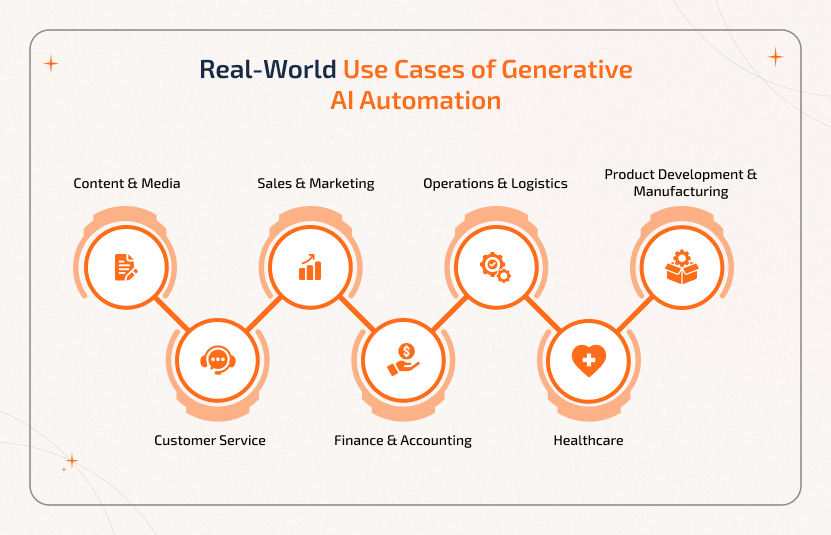 Real-World Use Cases of Generative
AI Automation
Content & Media
Sales & Marketing
Operations & Logistics
Product Development &
Manufacturing
Customer Service
Finance & Accounting
Healthcare